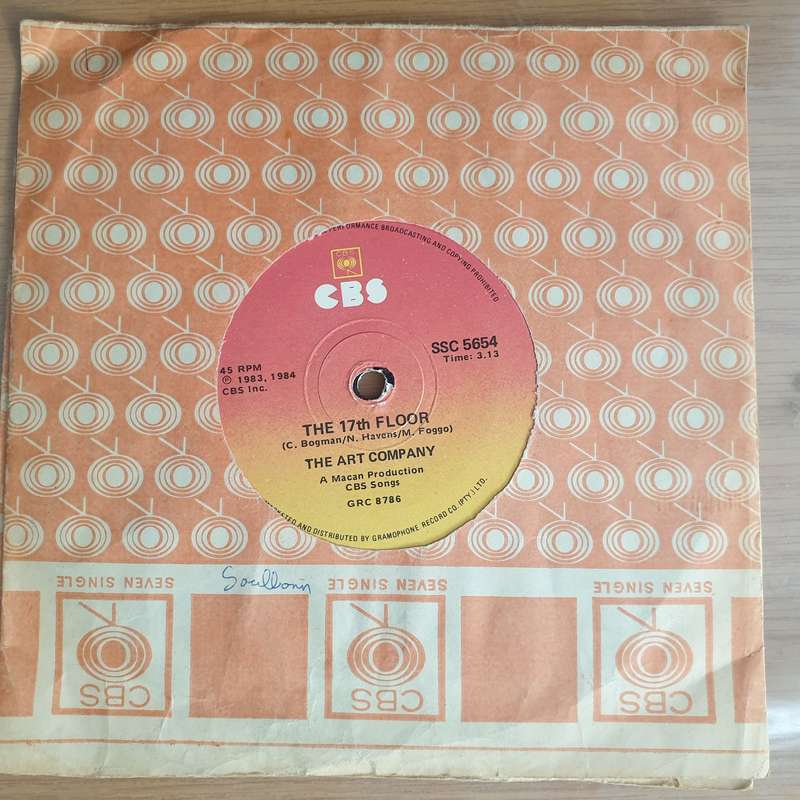 PERFORMANCE BROADCASTING AND COPYING PROHIBITED
CBS
CBS
SSC 5654
Time: 3.13
45 RPM
℗ 1983, 1984
CBS Inc.
THE 17th FLOOR
(C. Bogman/N. Havens/M. Foggo)
THE ART COMPANY
A Macan Production
CBS Songs
GRC 8786
AND DISTRIBUTED BY GRAMOPHONE RECORD CO. (PTY.) LTD.
SEVEN SINGLE SEVEN SINGLE SEVEN SINGLE
CBS CBS CBS